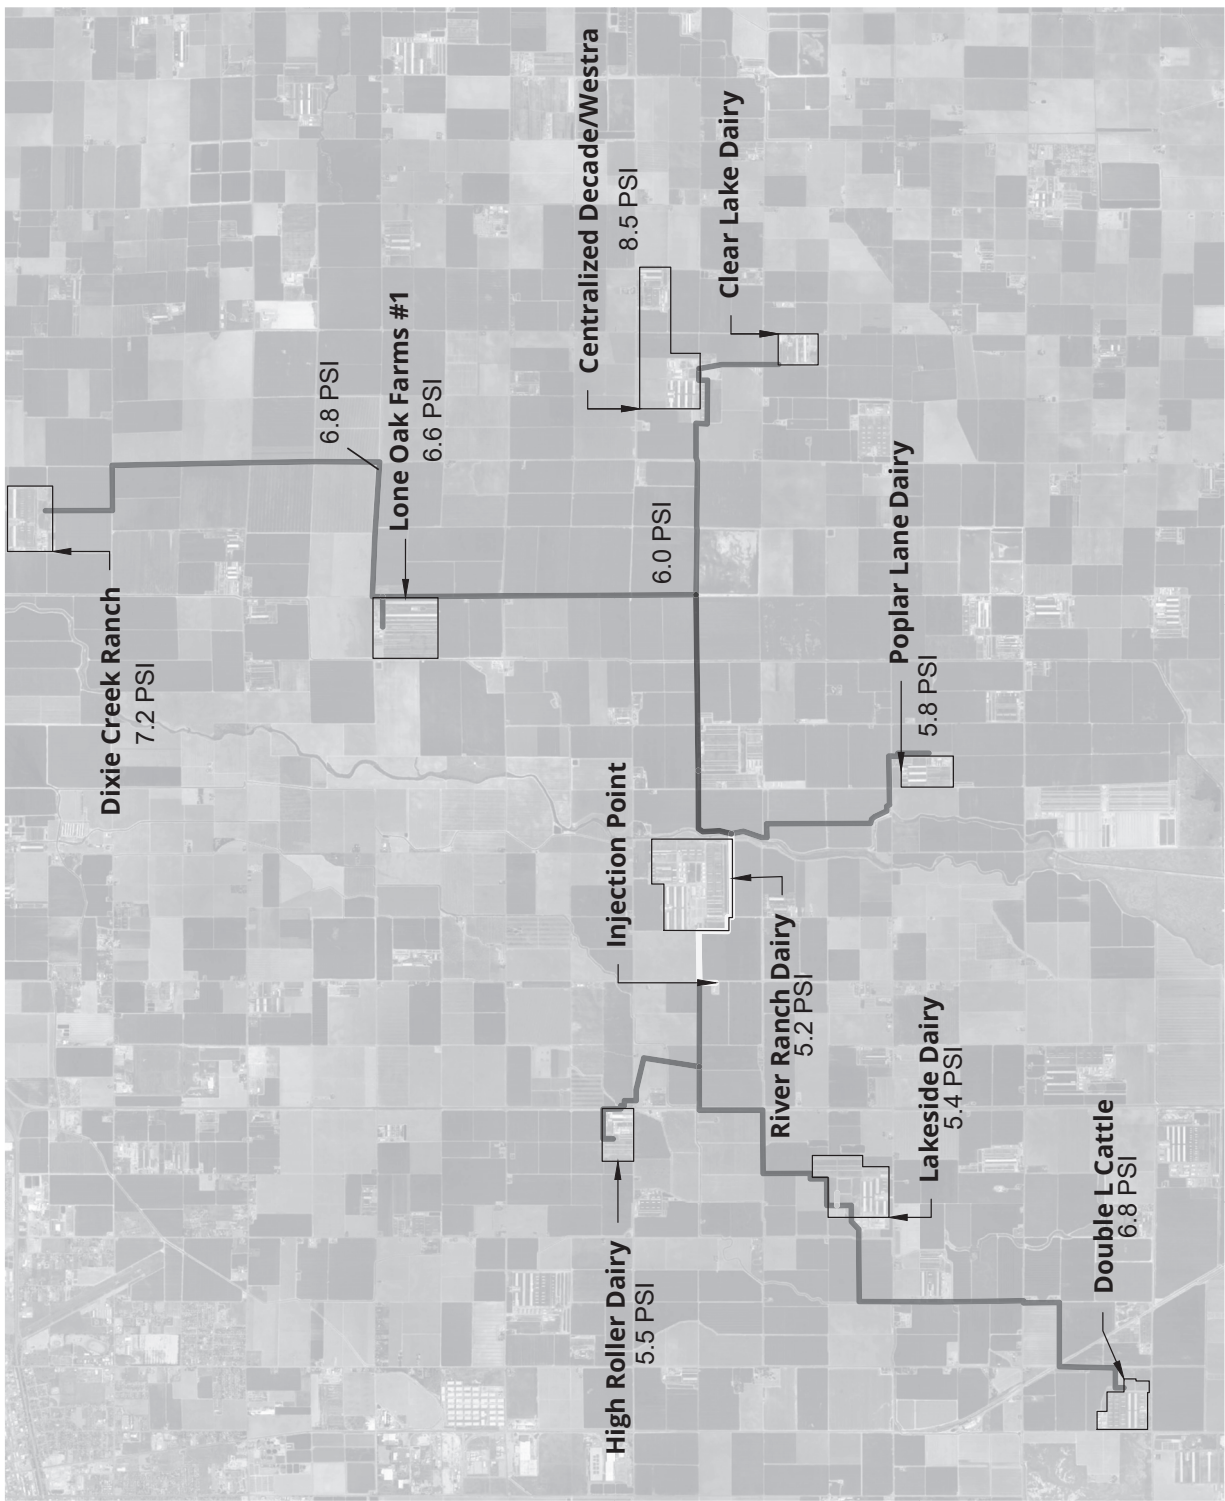 Dixie Creek Ranch
7.2 PSI
6.8 PSI
Lone Oak Farms #1
6.6 PSI
Centralized Decade/Westra
8.5 PSI
Clear Lake Dairy
6.0 PSI
Poplar Lane Dairy
5.8 PSI
Injection Point
River Ranch Dairy
5.2 PSI
High Roller Dairy
5.5 PSI
Lakeside Dairy
5.4 PSI
Double L Cattle
6.8 PSI